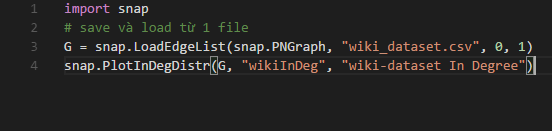 1 import snap
2 # save và load từ 1 file
3 G = snap.LoadEdgeList(snap.PNGraph, "wiki_dataset.csv", 0, 1)
4 snap.PlotInDegDistr(G, "wikiInDeg", "wiki-dataset In Degree")